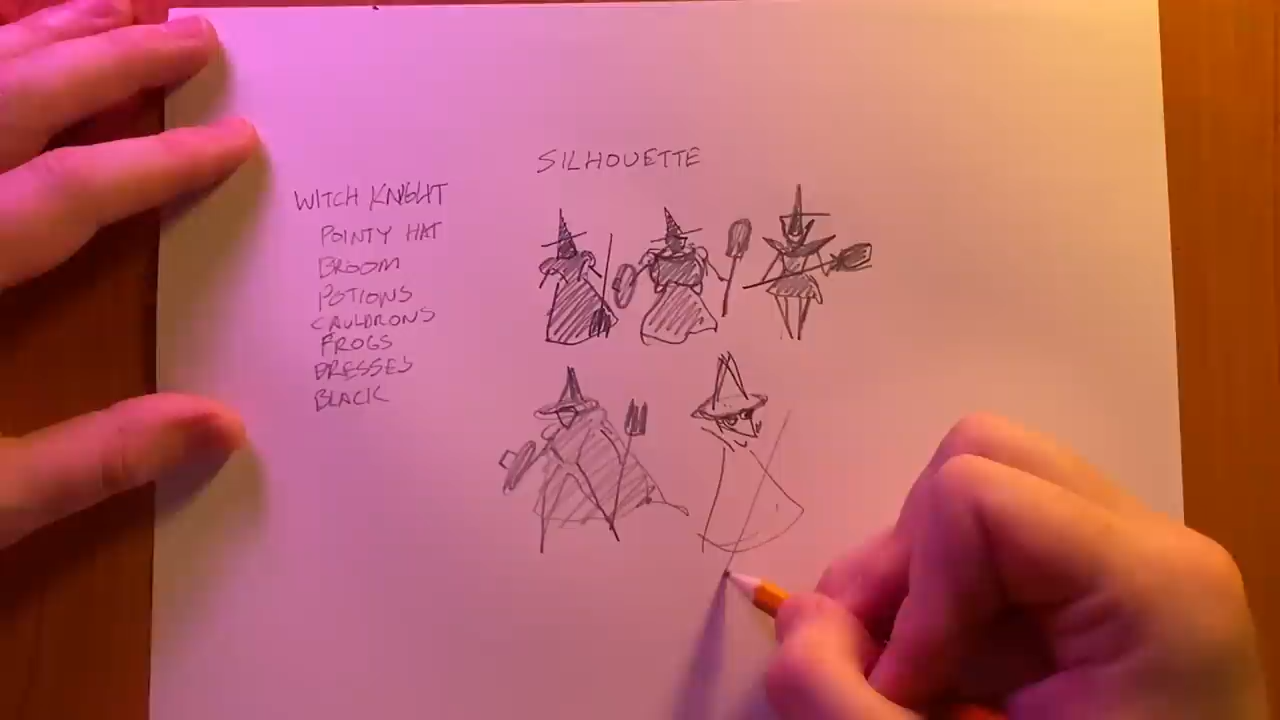 SILHOUETTE
WITCH KNIGHT
POINTY HAT
BROOM
POTIONS
CAULDRONS
FROGS
DRESSES
BLACK